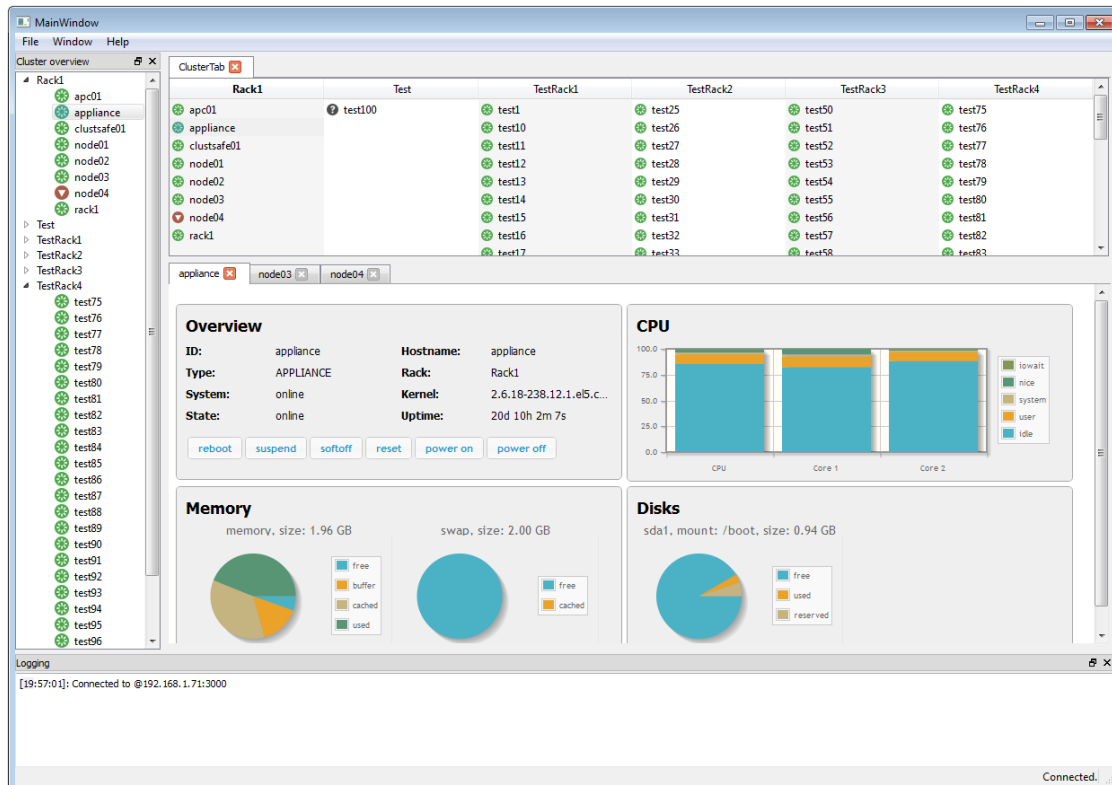 MainWindow
File Window Help
Cluster overview
Rack1
apc01
appliance
clustsafe01
node01
node02
node03
node04
rack1
Test
TestRack1
TestRack2
TestRack3
TestRack4
test75
test76
test77
test78
test79
test80
test81
test82
test83
test84
test85
test86
test87
test88
test89
test90
test91
test92
test93
test94
test95
test96
ClusterTab
Rack1 Test TestRack1 TestRack2 TestRack3 TestRack4
apc01 test100 test1 test25 test50 test75
appliance test10 test26 test51 test76
clustsafe01 test11 test27 test52 test77
node01 test12 test28 test53 test78
node02 test13 test29 test54 test79
node03 test14 test30 test55 test80
node04 test15 test31 test56 test81
rack1 test16 test32 test57 test82
test17 test33 test58 test83
appliance node03 node04
Overview
ID: appliance Hostname: appliance
Type: APPLIANCE Rack: Rack1
System: online Kernel: 2.6.18-238.12.1.el5.c...
State: online Uptime: 20d 10h 2m 7s
reboot suspend softoff reset power on power off
CPU
100.0
75.0
50.0
25.0
0.0
CPU Core 1 Core 2
iowait
nice
system
user
idle
Memory
memory, size: 1.96 GB
free
buffer
cached
used
swap, size: 2.00 GB
free
cached
Disks
sda1, mount: /boot, size: 0.94 GB
free
used
reserved
Logging
[19:57:01]: Connected to @192.168.1.71:3000
Connected.